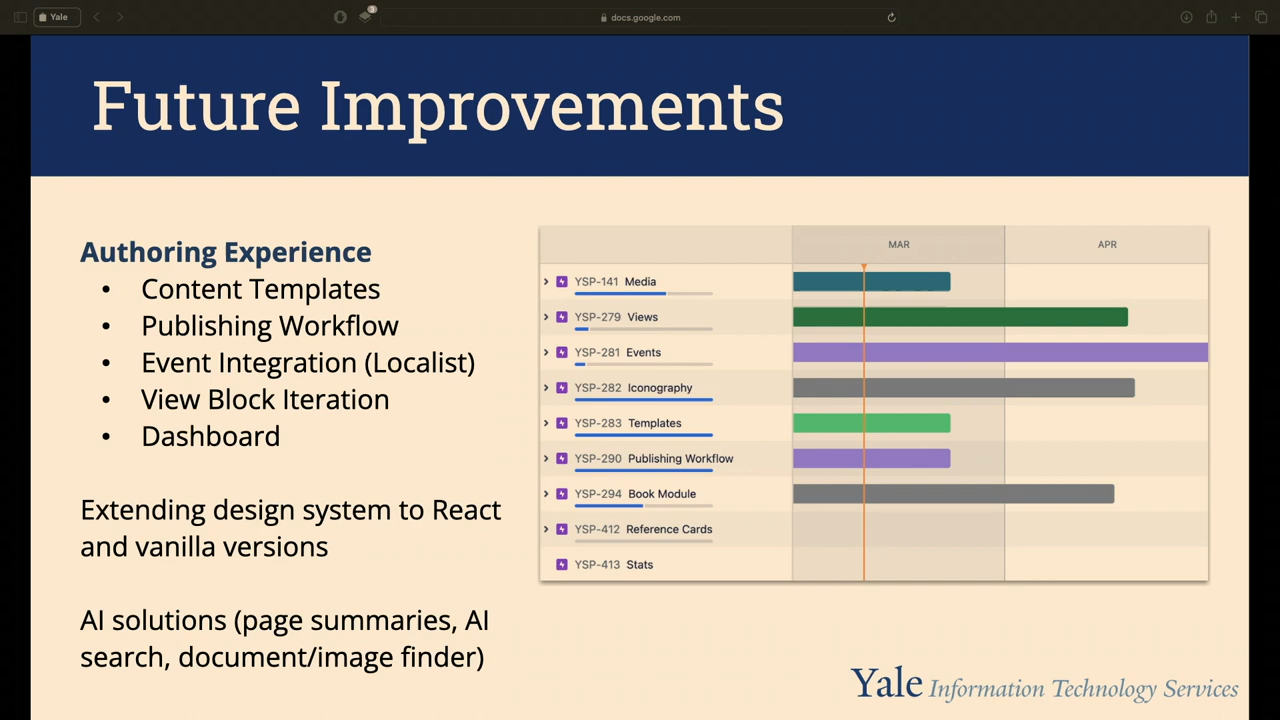 Yale
docs.google.com
3
Future Improvements
Authoring Experience
• Content Templates
• Publishing Workflow
• Event Integration (Localist)
• View Block Iteration
• Dashboard
Extending design system to React
and vanilla versions
AI solutions (page summaries, AI
search, document/image finder)
MAR APR
YSP-141 Media
YSP-279 Views
YSP-281 Events
YSP-282 Iconography
YSP-283 Templates
YSP-290 Publishing Workflow
YSP-294 Book Module
YSP-412 Reference Cards
YSP-413 Stats
Yale Information Technology Services